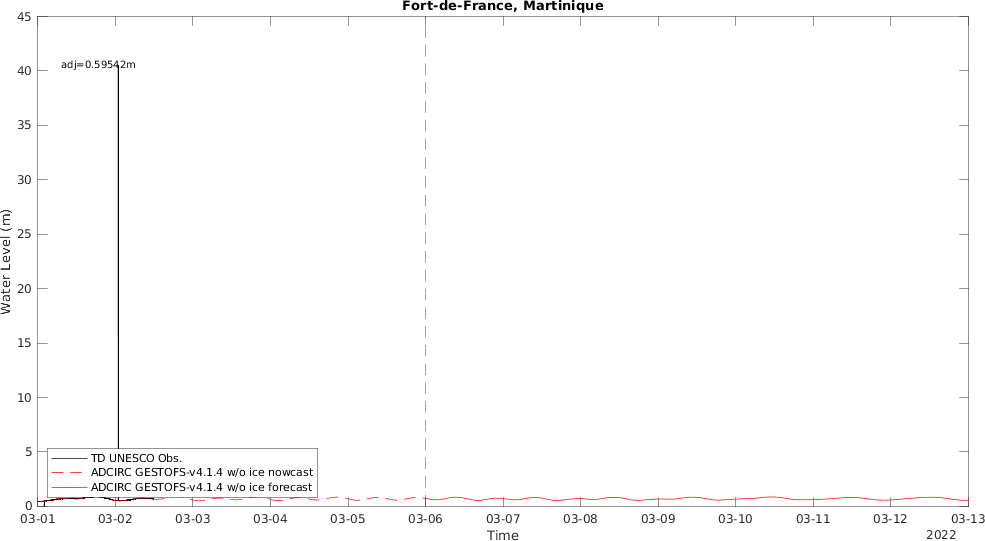 Fort-de-France, Martinique
45
40
35
30
25
20
15
10
5
0
Water Level (m)
adj=0.59542m
TD UNESCO Obs.
ADCIRC GESTOFS-v4.1.4 w/o ice nowcast
ADCIRC GESTOFS-v4.1.4 w/o ice forecast
03-01 03-02 03-03 03-04 03-05 03-06 03-07 03-08 03-09 03-10 03-11 03-12 03-13
Time
2022